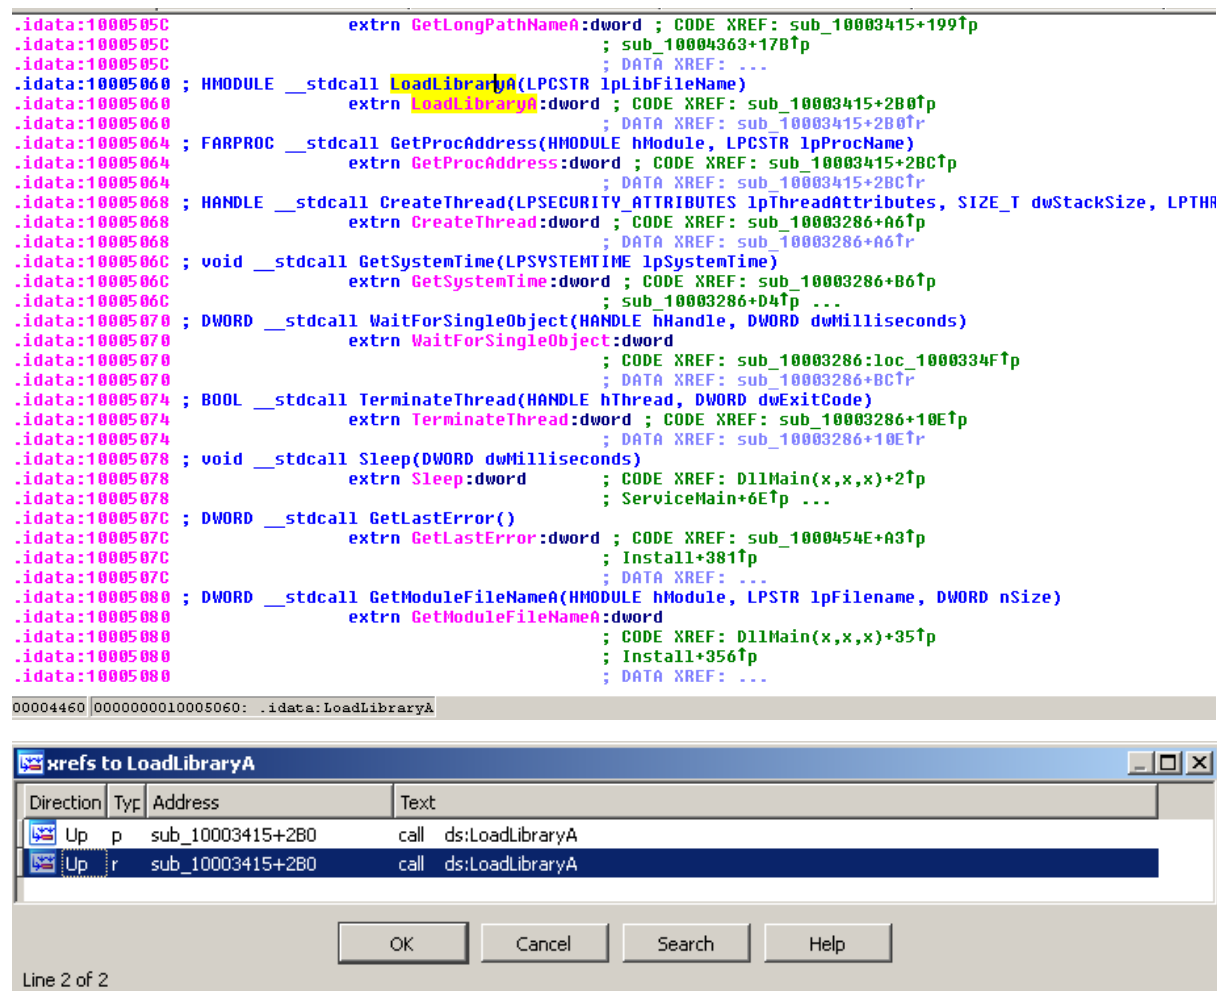 .idata:1000505C extrn GetLongPathNameA:dword ; CODE XREF: sub_10003415+199↑p
.idata:1000505C ; sub_10004363+17B↑p
.idata:1000505C ; DATA XREF: ...
.idata:10005060 ; HMODULE __stdcall LoadLibraryA(LPCSTR lpLibFileName)
.idata:10005060 extrn LoadLibraryA:dword ; CODE XREF: sub_10003415+2B0↑p
.idata:10005060 ; DATA XREF: sub_10003415+2B0↑r
.idata:10005064 ; FARPROC __stdcall GetProcAddress(HMODULE hModule, LPCSTR lpProcName)
.idata:10005064 extrn GetProcAddress:dword ; CODE XREF: sub_10003415+2BC↑p
.idata:10005064 ; DATA XREF: sub_10003415+2BC↑r
.idata:10005068 ; HANDLE __stdcall CreateThread(LPSECURITY_ATTRIBUTES lpThreadAttributes, SIZE_T dwStackSize, LPTHR
.idata:10005068 extrn CreateThread:dword ; CODE XREF: sub_10003286+A6↑p
.idata:10005068 ; DATA XREF: sub_10003286+A6↑r
.idata:1000506C ; void __stdcall GetSystemTime(LPSYSTEMTIME lpSystemTime)
.idata:1000506C extrn GetSystemTime:dword ; CODE XREF: sub_10003286+B6↑p
.idata:1000506C ; sub_10003286+D4↑p ...
.idata:10005070 ; DWORD __stdcall WaitForSingleObject(HANDLE hHandle, DWORD dwMilliseconds)
.idata:10005070 extrn WaitForSingleObject:dword
.idata:10005070 ; CODE XREF: sub_10003286:loc_1000334F↑p
.idata:10005070 ; DATA XREF: sub_10003286+BC↑r
.idata:10005074 ; BOOL __stdcall TerminateThread(HANDLE hThread, DWORD dwExitCode)
.idata:10005074 extrn TerminateThread:dword ; CODE XREF: sub_10003286+10E↑p
.idata:10005074 ; DATA XREF: sub_10003286+10E↑r
.idata:10005078 ; void __stdcall Sleep(DWORD dwMilliseconds)
.idata:10005078 extrn Sleep:dword ; CODE XREF: DllMain(x,x,x)+2↑p
.idata:10005078 ; ServiceMain+6E↑p ...
.idata:1000507C ; DWORD __stdcall GetLastError()
.idata:1000507C extrn GetLastError:dword ; CODE XREF: sub_1000454E+A3↑p
.idata:1000507C ; Install+381↑p
.idata:1000507C ; DATA XREF: ...
.idata:10005080 ; DWORD __stdcall GetModuleFileNameA(HMODULE hModule, LPSTR lpFilename, DWORD nSize)
.idata:10005080 extrn GetModuleFileNameA:dword
.idata:10005080 ; CODE XREF: DllMain(x,x,x)+35↑p
.idata:10005080 ; Install+356↑p
.idata:10005080 ; DATA XREF: ...
00004460 0000000010005060: .idata:LoadLibraryA
xrefs to LoadLibraryA
Direction Typ Address Text
Up p sub_10003415+2B0 call ds:LoadLibraryA
Up r sub_10003415+2B0 call ds:LoadLibraryA
OK Cancel Search Help
Line 2 of 2